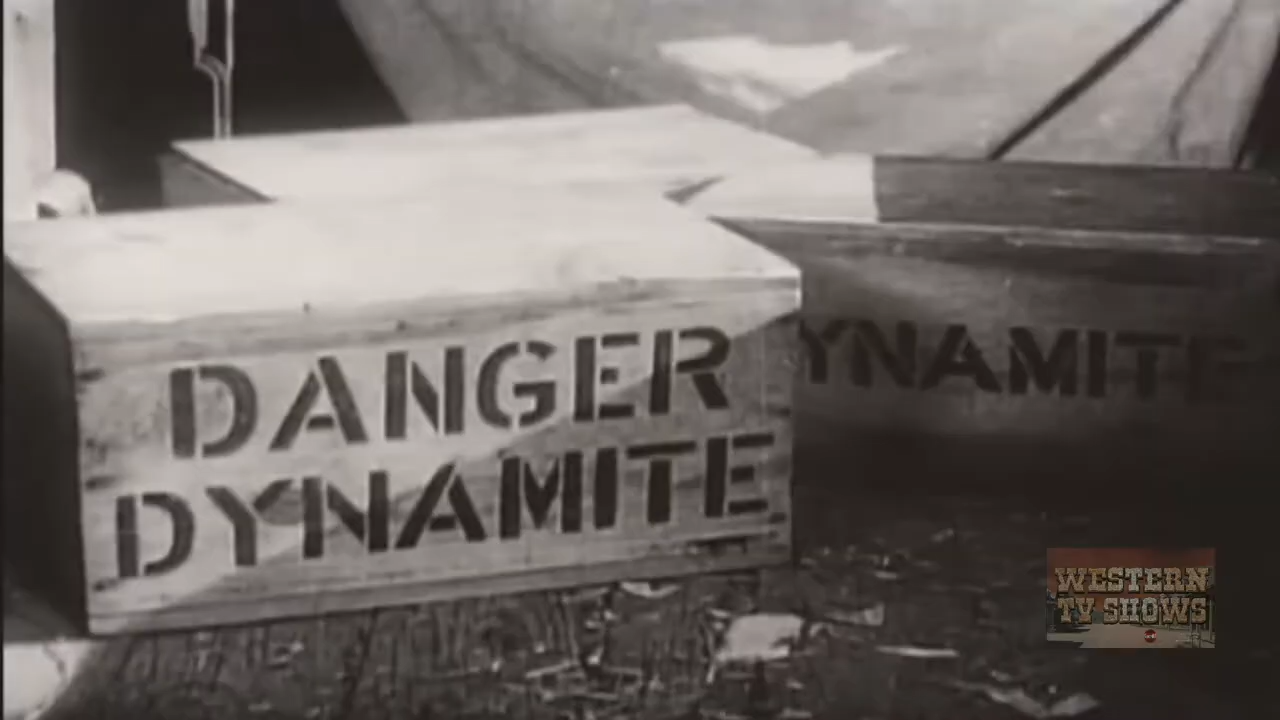 DANGER
DYNAMITE
YNAMITE
WESTERN
TV SHOWS